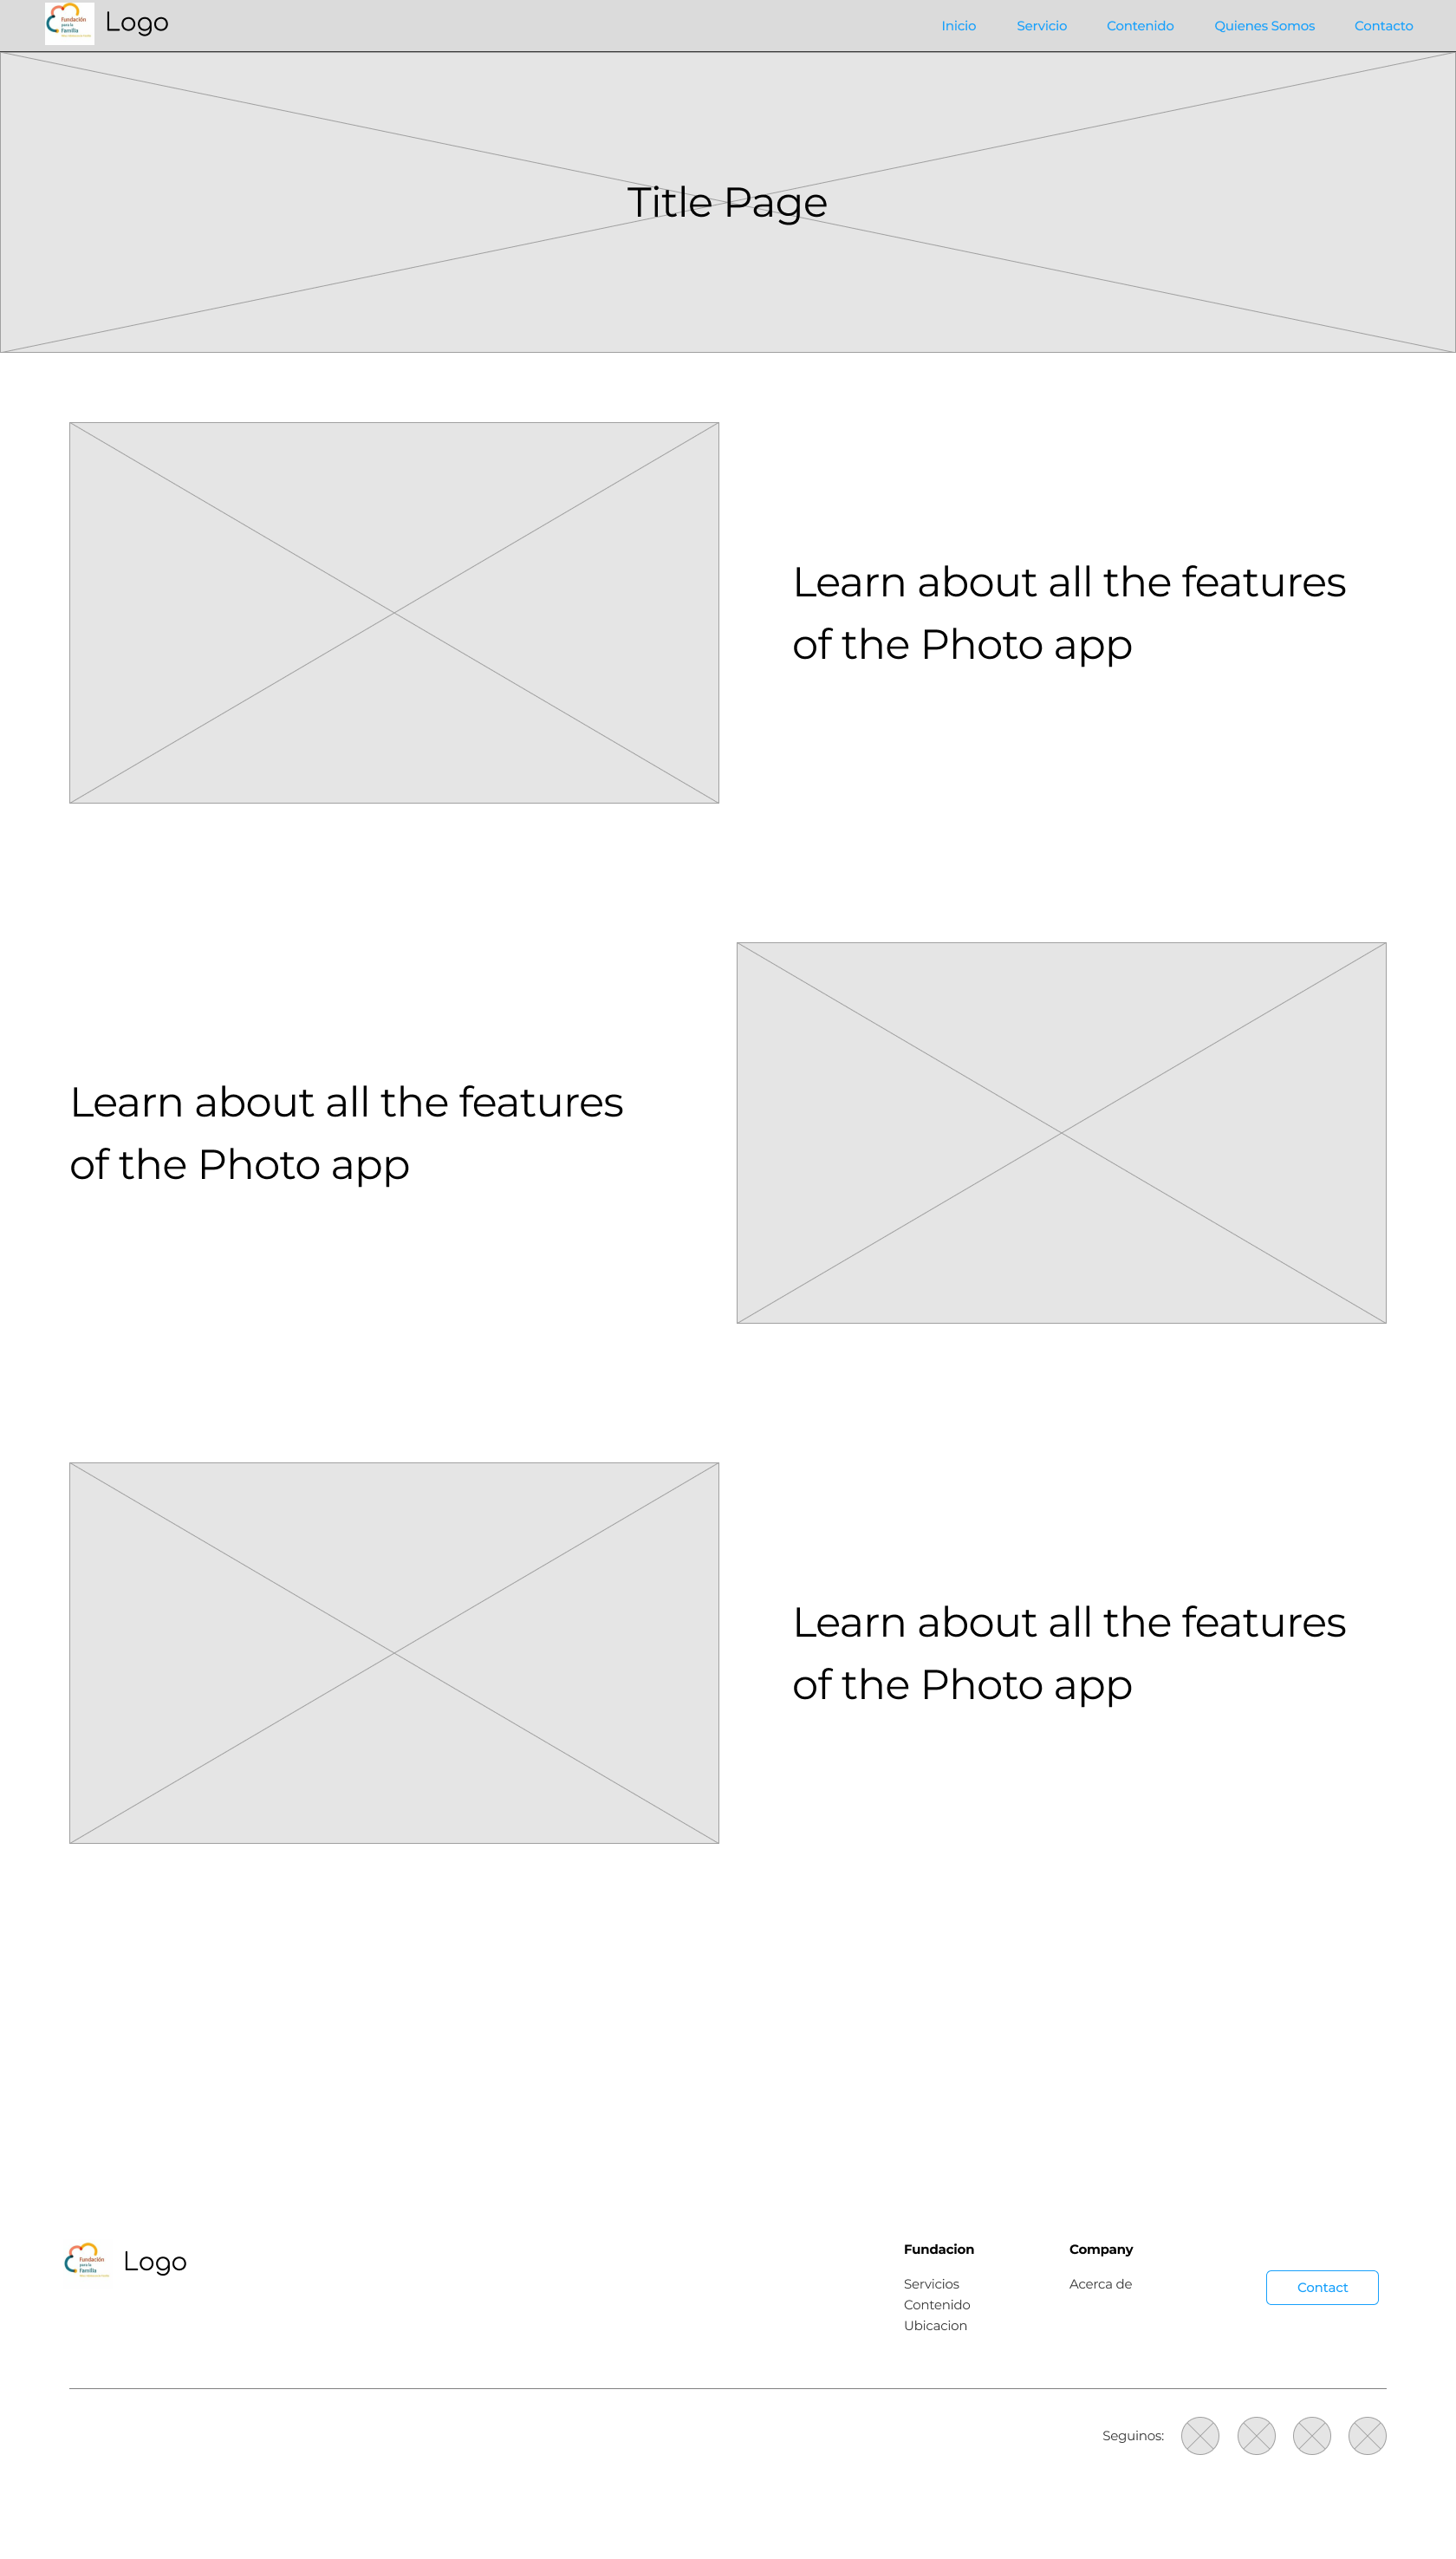 Fundación
para la
Familia
Logo
Inicio
Servicio
Contenido
Quienes Somos
Contacto
Title Page
Learn about all the features
of the Photo app
Learn about all the features
of the Photo app
Learn about all the features
of the Photo app
Fundación
para la
Familia
Logo
Fundacion
Servicios
Contenido
Ubicacion
Company
Acerca de
Contact
Seguinos: